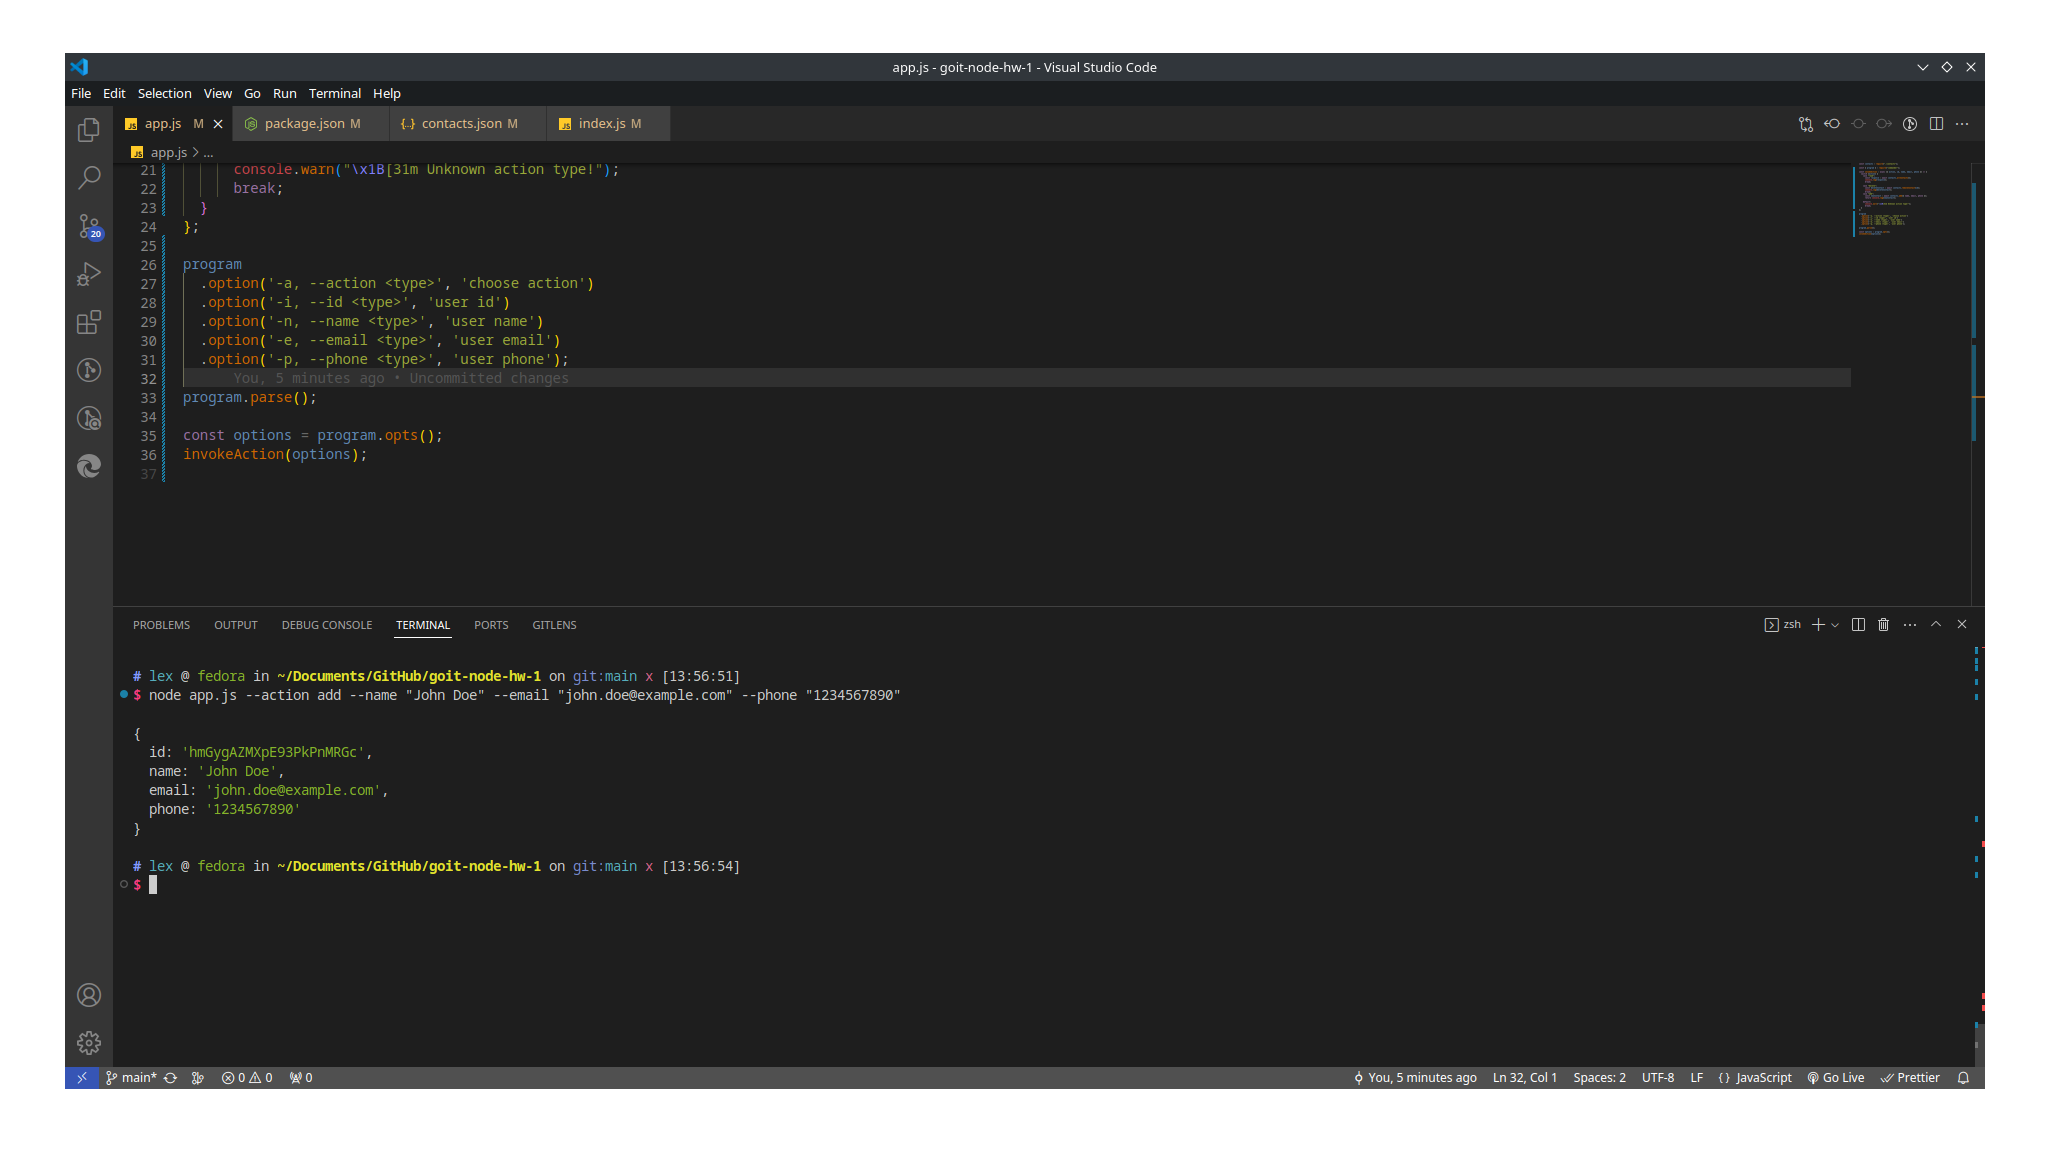 app.js - goit-node-hw-1 - Visual Studio Code
File Edit Selection View Go Run Terminal Help
app.js M package.json M {..} contacts.json M index.js M
app.js > ...
21 console.warn("\x1B[31m Unknown action type!");
22 break;
23 }
24 };
25
26 program
27 .option('-a, --action <type>', 'choose action')
28 .option('-i, --id <type>', 'user id')
29 .option('-n, --name <type>', 'user name')
30 .option('-e, --email <type>', 'user email')
31 .option('-p, --phone <type>', 'user phone');
32 You, 5 minutes ago • Uncommitted changes
33 program.parse();
34
35 const options = program.opts();
36 invokeAction(options);
37
20
PROBLEMS OUTPUT DEBUG CONSOLE TERMINAL PORTS GITLENS zsh
# lex @ fedora in ~/Documents/GitHub/goit-node-hw-1 on git:main x [13:56:51]
$ node app.js --action add --name "John Doe" --email "john.doe@example.com" --phone "1234567890"
{
id: 'hmGygAZMXpE93PkPnMRGc',
name: 'John Doe',
email: 'john.doe@example.com',
phone: '1234567890'
}
# lex @ fedora in ~/Documents/GitHub/goit-node-hw-1 on git:main x [13:56:54]
$
main* 0 0 0 You, 5 minutes ago Ln 32, Col 1 Spaces: 2 UTF-8 LF {} JavaScript Go Live Prettier